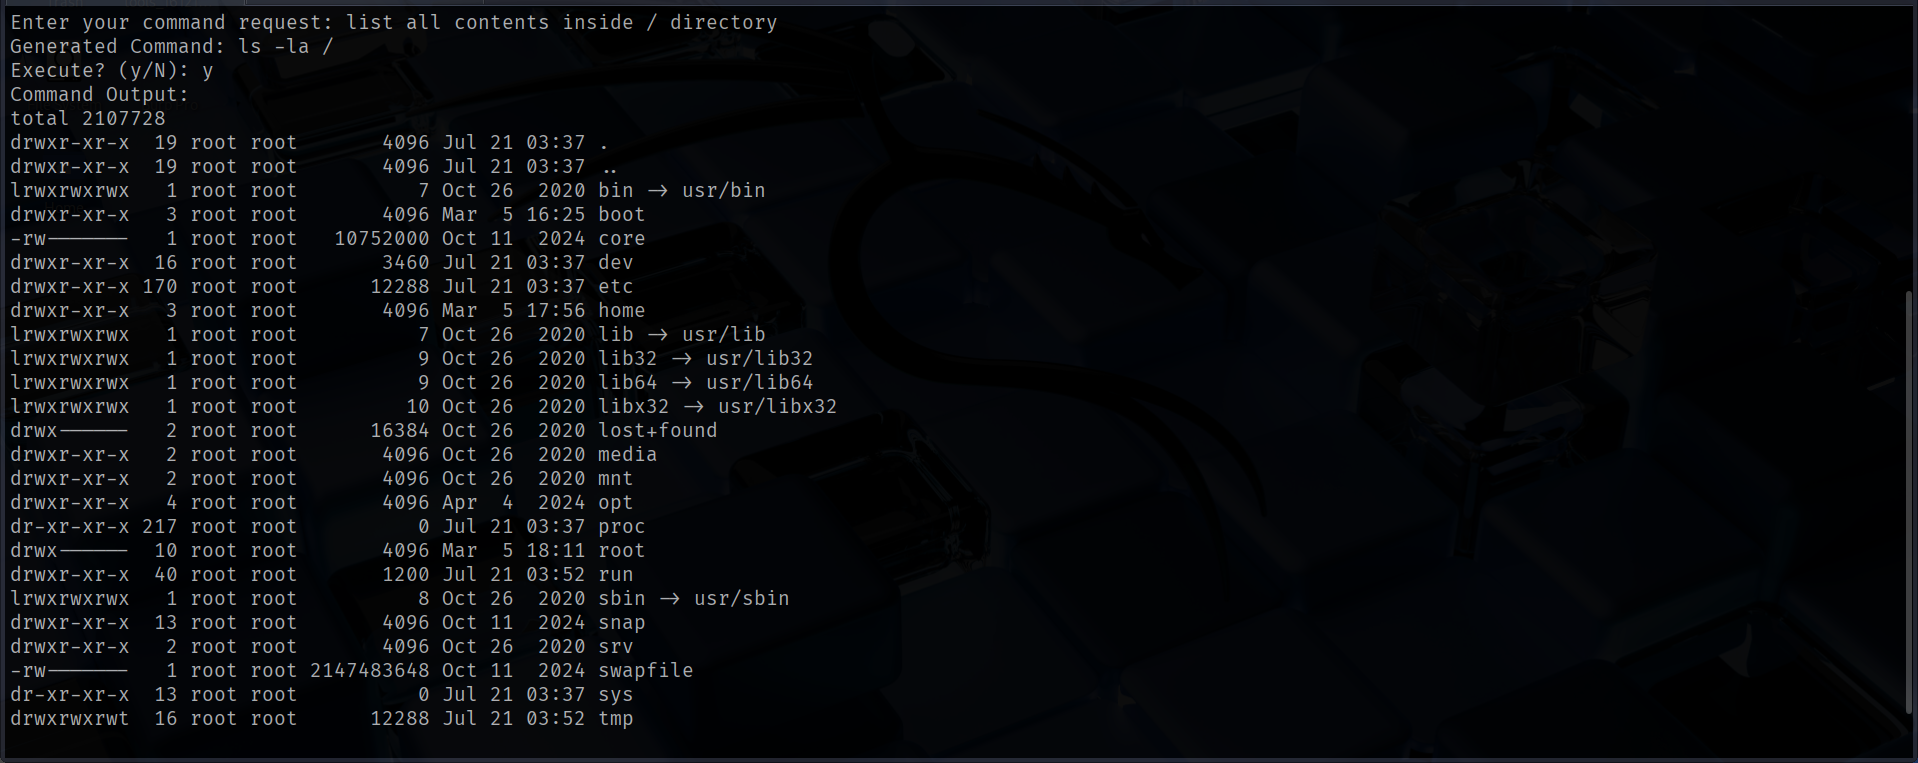 Enter your command request: list all contents inside / directory
Generated Command: ls -la /
Execute? (y/N): y
Command Output:
total 2107728
drwxr-xr-x  19 root root       4096 Jul 21 03:37 .
drwxr-xr-x  19 root root       4096 Jul 21 03:37 ..
lrwxrwxrwx   1 root root          7 Oct 26  2020 bin -> usr/bin
drwxr-xr-x   3 root root       4096 Mar  5 16:25 boot
-rw-------   1 root root   10752000 Oct 11  2024 core
drwxr-xr-x  16 root root       3460 Jul 21 03:37 dev
drwxr-xr-x 170 root root      12288 Jul 21 03:37 etc
drwxr-xr-x   3 root root       4096 Mar  5 17:56 home
lrwxrwxrwx   1 root root          7 Oct 26  2020 lib -> usr/lib
lrwxrwxrwx   1 root root          9 Oct 26  2020 lib32 -> usr/lib32
lrwxrwxrwx   1 root root          9 Oct 26  2020 lib64 -> usr/lib64
lrwxrwxrwx   1 root root         10 Oct 26  2020 libx32 -> usr/libx32
drwx------   2 root root      16384 Oct 26  2020 lost+found
drwxr-xr-x   2 root root       4096 Oct 26  2020 media
drwxr-xr-x   2 root root       4096 Oct 26  2020 mnt
drwxr-xr-x   4 root root       4096 Apr  4  2024 opt
dr-xr-xr-x 217 root root          0 Jul 21 03:37 proc
drwx------  10 root root       4096 Mar  5 18:11 root
drwxr-xr-x  40 root root       1200 Jul 21 03:52 run
lrwxrwxrwx   1 root root          8 Oct 26  2020 sbin -> usr/sbin
drwxr-xr-x  13 root root       4096 Oct 11  2024 snap
drwxr-xr-x   2 root root       4096 Oct 26  2020 srv
-rw-------   1 root root 2147483648 Oct 11  2024 swapfile
dr-xr-xr-x  13 root root          0 Jul 21 03:37 sys
drwxrwxrwt  16 root root      12288 Jul 21 03:52 tmp